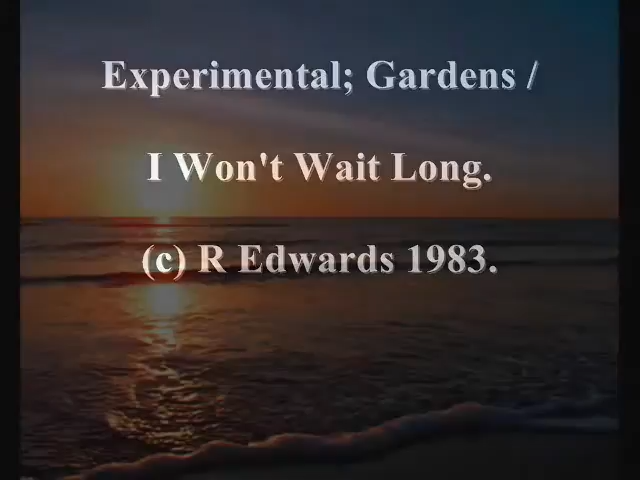 Experimental; Gardens /
I Won't Wait Long.
(c) R Edwards 1983.